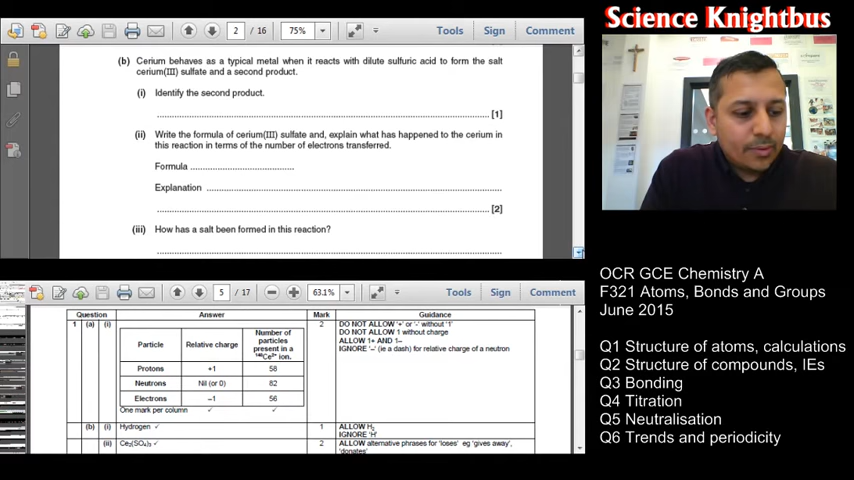 Science Knightbus
2 / 16
75%
Tools
Sign
Comment
(b) Cerium behaves as a typical metal when it reacts with dilute sulfuric acid to form the salt
cerium(III) sulfate and a second product.
(i) Identify the second product.
[1]
(ii) Write the formula of cerium(III) sulfate and, explain what has happened to the cerium in
this reaction in terms of the number of electrons transferred.
Formula
Explanation
[2]
(iii) How has a salt been formed in this reaction?
OCR GCE Chemistry A
F321 Atoms, Bonds and Groups
June 2015
Q1 Structure of atoms, calculations
Q2 Structure of compounds, IEs
Q3 Bonding
Q4 Titration
Q5 Neutralisation
Q6 Trends and periodicity
5 / 17
63.1%
Tools
Sign
Comment
Question Answer Mark Guidance
1 (a) (i) 2 DO NOT ALLOW '+' or '-' without '1'
DO NOT ALLOW 1 without charge
ALLOW 1+ AND 1–
IGNORE '–' (ie a dash) for relative charge of a neutron
Particle Relative charge Number of
particles
present in a
¹⁴⁰Ce²⁺ ion.
Protons +1 58
Neutrons Nil (or 0) 82
Electrons –1 56
One mark per column ✓ ✓
(b) (i) Hydrogen ✓ 1 ALLOW H₂
IGNORE 'H'
(ii) Ce₂(SO₄)₃ ✓ 2 ALLOW alternative phrases for 'loses' eg 'gives away',
'donates'